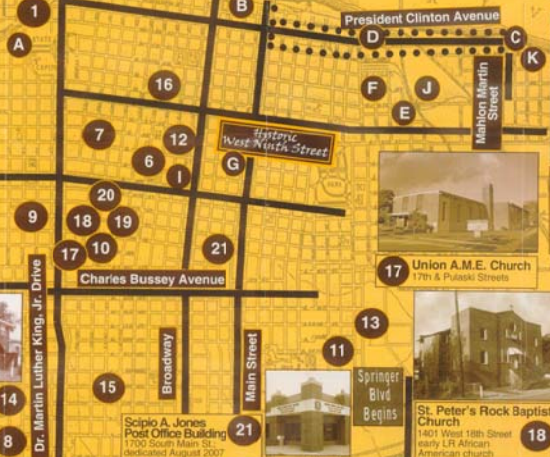 1
B
President Clinton Avenue
A
D
C
K
16
F
J
E
Mahlon Martin
Street
7
12
Historic
West Ninth Street
6
G
I
20
9
18
19
17
10
21
Charles Bussey Avenue
17 Union A.M.E. Church
17th & Pulaski Streets
Dr. Martin Luther King, Jr. Drive
Broadway
Main Street
13
11
14
15
8
Springer
Blvd
Begins
Scipio A. Jones
Post Office Building
1700 South Main St.;
dedicated August 2007
21
St. Peter's Rock Baptist
Church
1401 West 18th Street
early LR African
American church
18